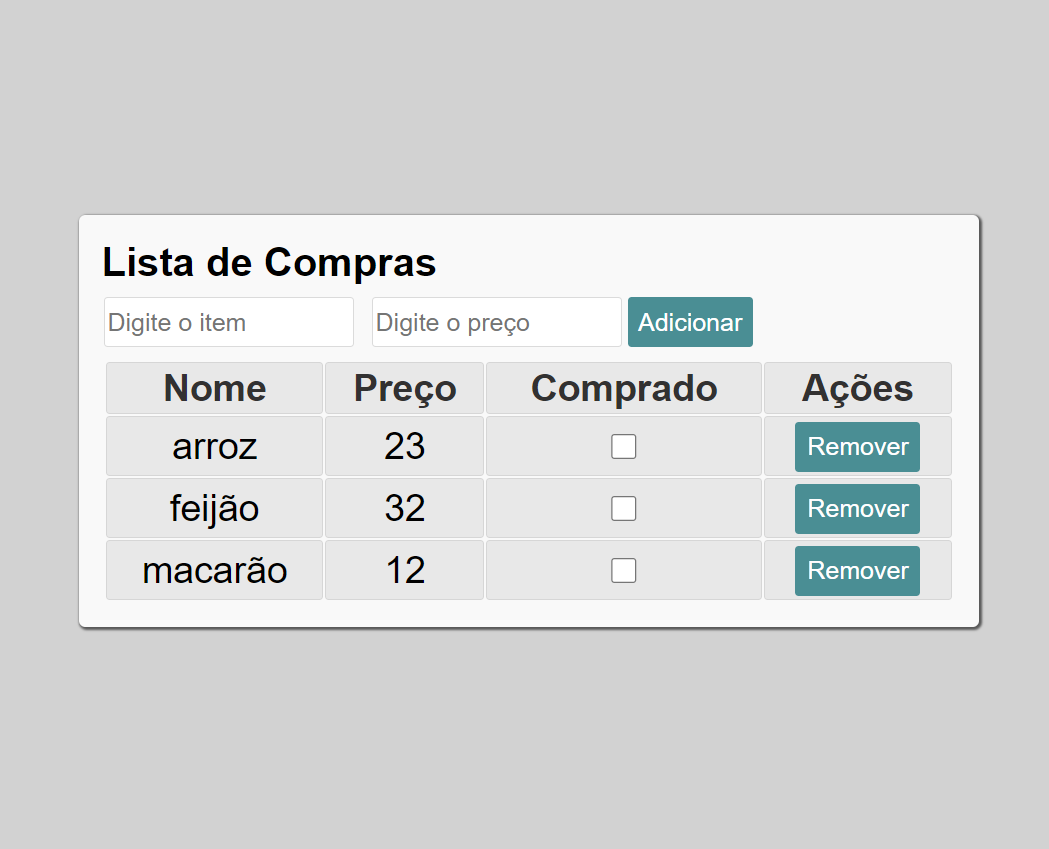 Lista de Compras
Digite o item Digite o preço Adicionar
Nome Preço Comprado Ações
arroz 23 Remover
feijão 32 Remover
macarão 12 Remover